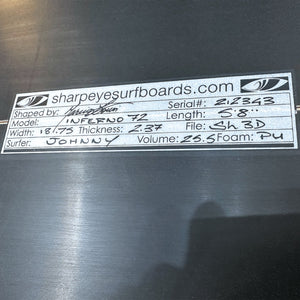 sharpeyesurfboards.com
Shaped by: Serial#: 212343
Model: INFERNO 72 Length: 5'8"
Width: 18.75 Thickness: 2.37 File: Sh 3D
Surfer: JOHNNY Volume: 25.5 Foam: PU